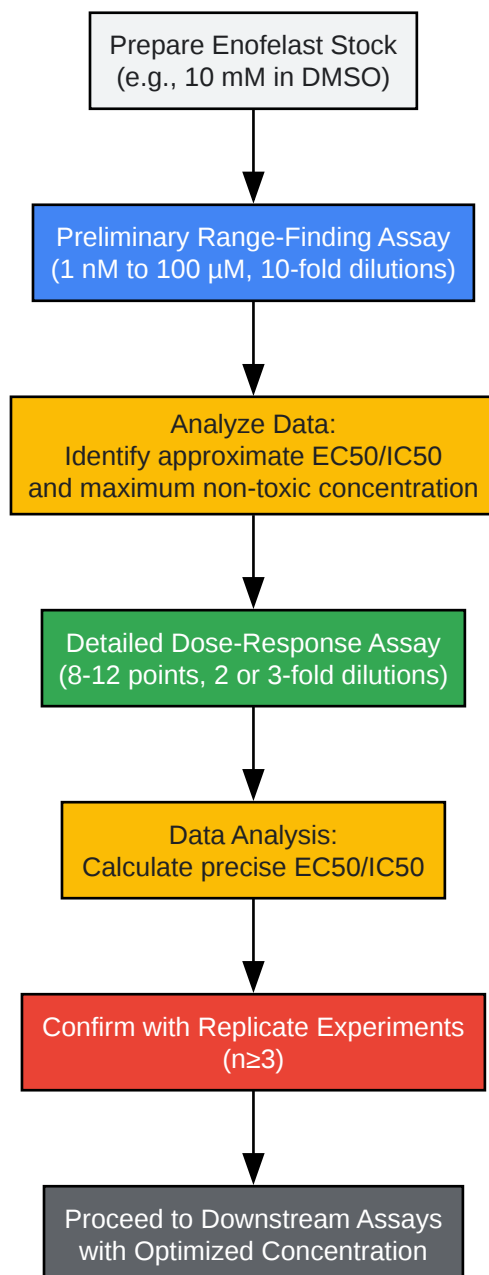 Prepare Enofelast Stock
(e.g., 10 mM in DMSO)
Preliminary Range-Finding Assay
(1 nM to 100 µM, 10-fold dilutions)
Analyze Data:
Identify approximate EC50/IC50
and maximum non-toxic concentration
Detailed Dose-Response Assay
(8-12 points, 2 or 3-fold dilutions)
Data Analysis:
Calculate precise EC50/IC50
Confirm with Replicate Experiments
(n≥3)
Proceed to Downstream Assays
with Optimized Concentration